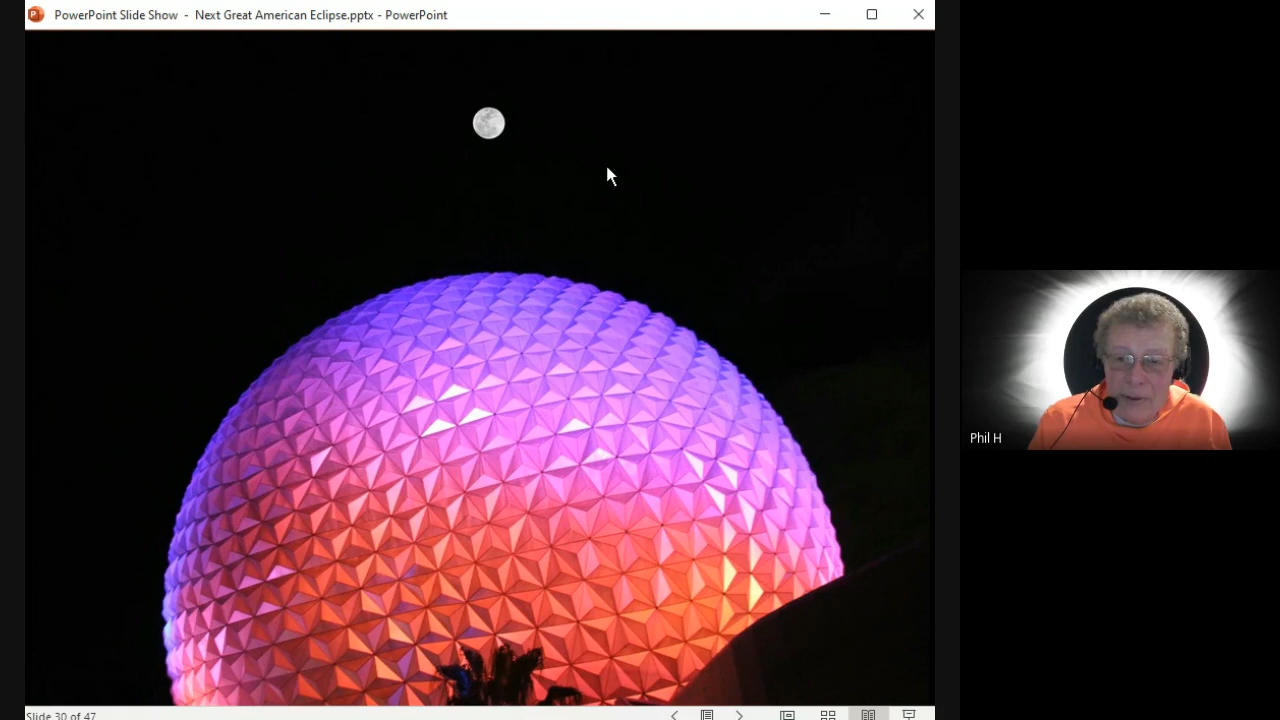 PowerPoint Slide Show - Next Great American Eclipse.pptx - PowerPoint
Phil H
Slide 30 of 47